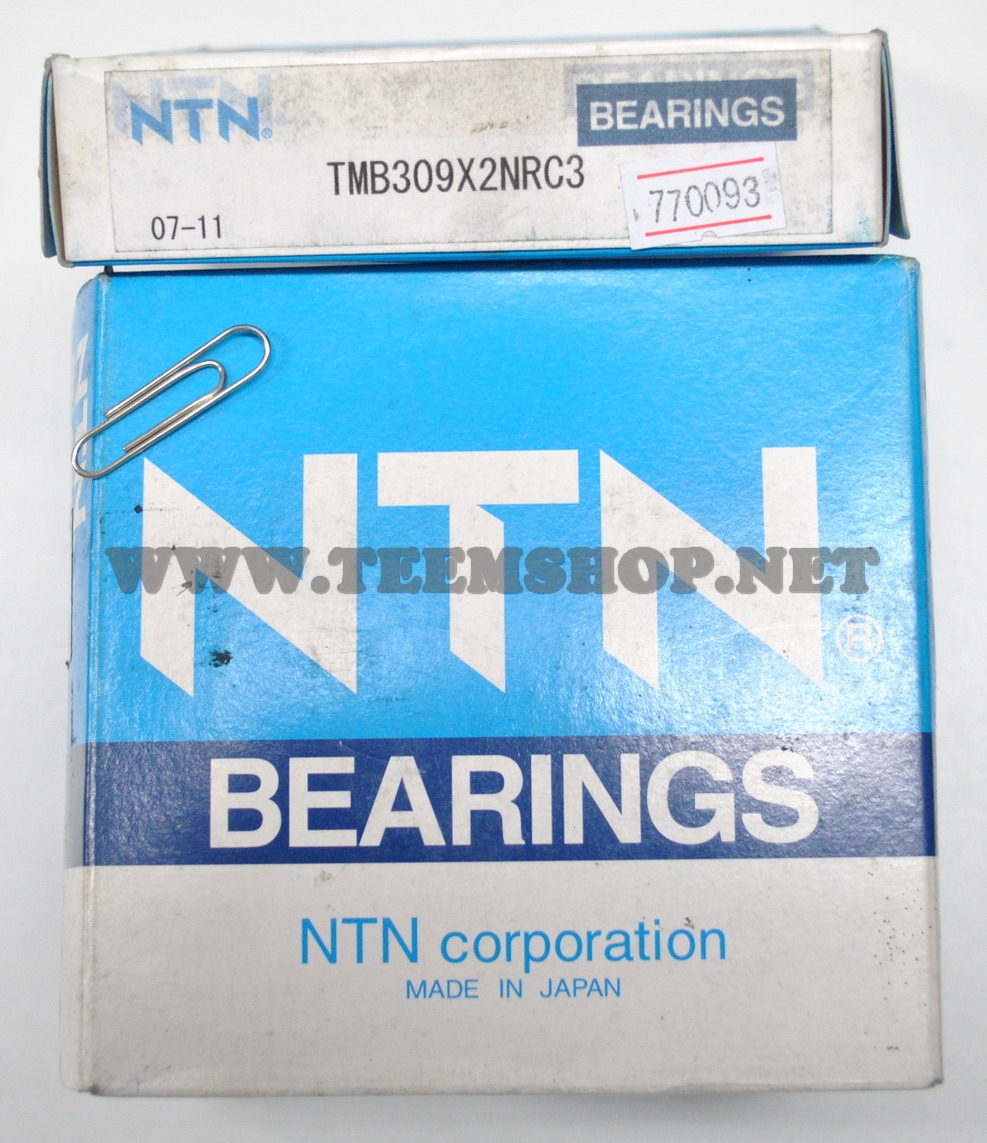 NTN®
BEARINGS
TMB309X2NRC3
770093
07-11
NTN®
WWW.TEEMSHOP.NET
BEARINGS
NTN corporation
MADE IN JAPAN